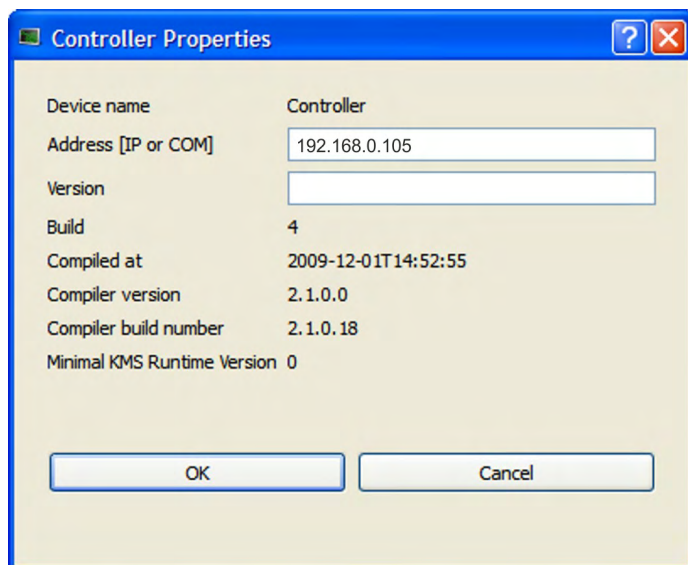 Controller Properties
Device name Controller
Address [IP or COM] 192.168.0.105
Version
Build 4
Compiled at 2009-12-01T14:52:55
Compiler version 2.1.0.0
Compiler build number 2.1.0.18
Minimal KMS Runtime Version 0
OK Cancel